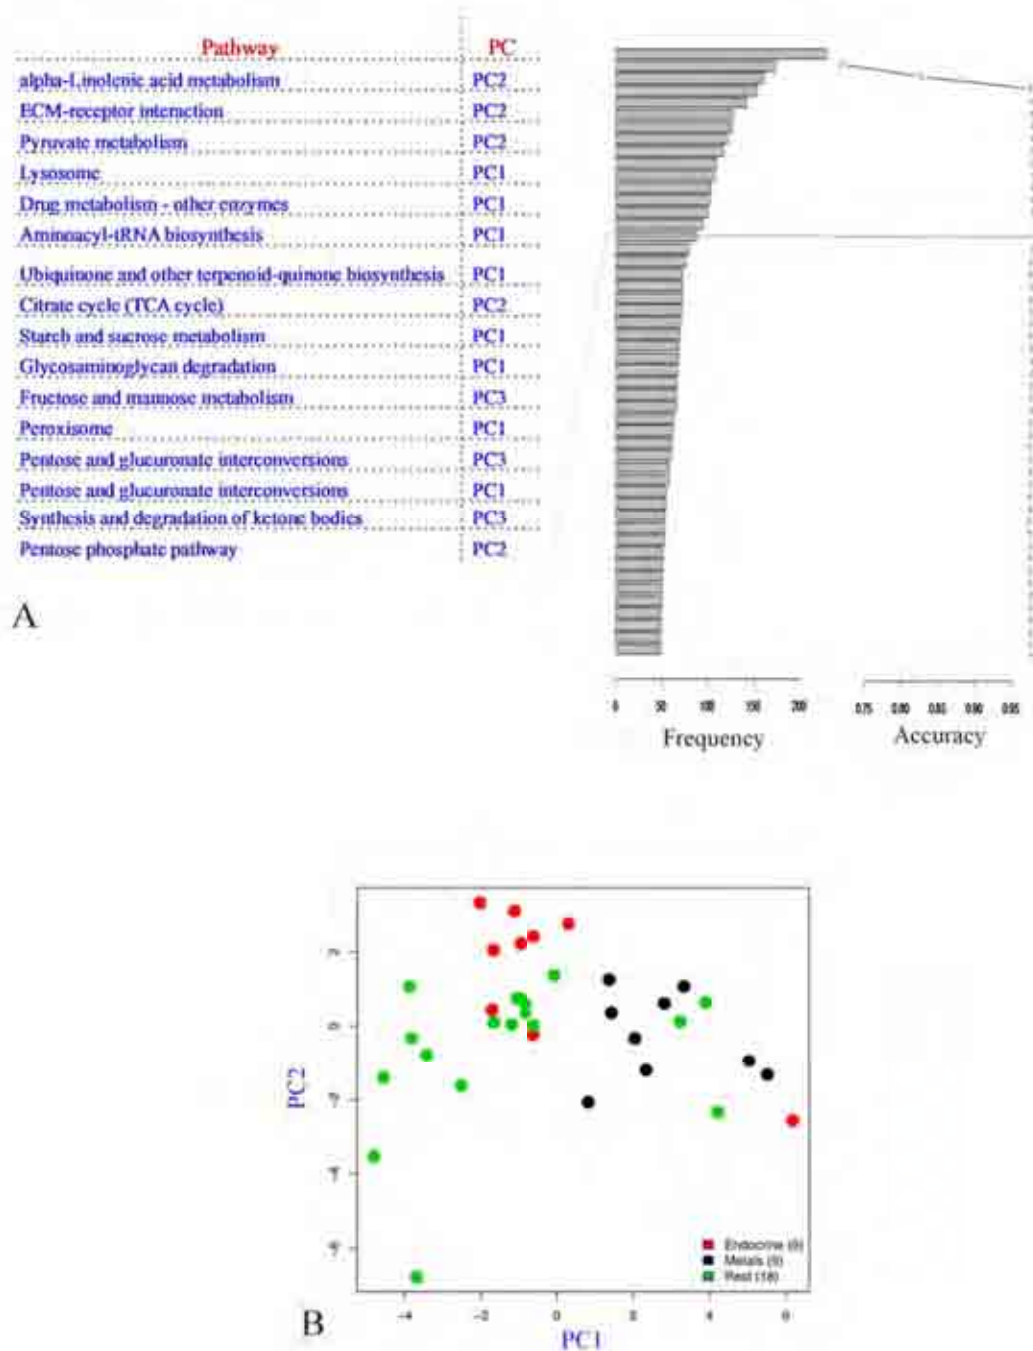 Pathway PC
alpha-Linolenic acid metabolism PC2
ECM-receptor interaction PC2
Pyruvate metabolism PC2
Lysosome PC1
Drug metabolism - other enzymes PC1
Aminoacyl-tRNA biosynthesis PC1
Ubiquinone and other terpenoid-quinone biosynthesis PC1
Citrate cycle (TCA cycle) PC2
Starch and sucrose metabolism PC1
Glycosaminoglycan degradation PC1
Fructose and mannose metabolism PC3
Peroxisome PC1
Pentose and glucuronate interconversions PC3
Pentose and glucuronate interconversions PC1
Synthesis and degradation of ketone bodies PC3
Pentose phosphate pathway PC2
A
0 50 100 150 200
Frequency
0.75 0.80 0.85 0.90 0.95
Accuracy
PC2
2
0
-2
-4
Endocrine (9)
Metals (9)
Rest (18)
-4 -2 0 2 4 6
PC1
B